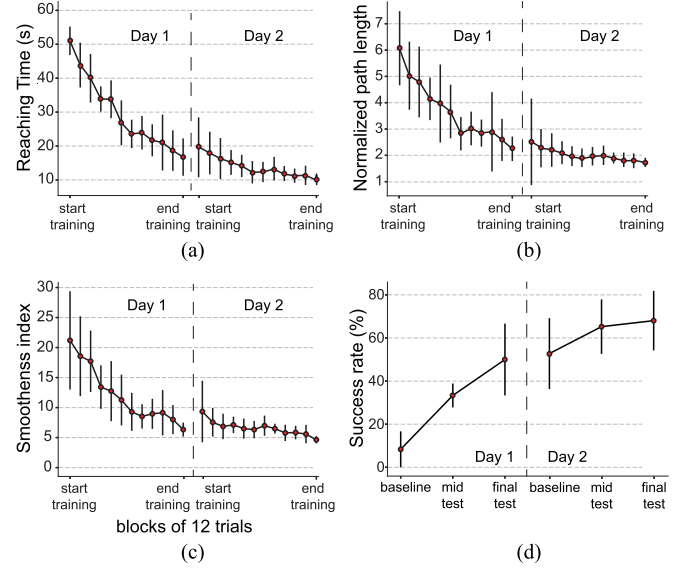 60
50
40
30
20
10
Reaching Time (s)
Day 1
Day 2
start
training
end
training
start
training
end
training
(a)
7
6
5
4
3
2
1
Normalized path length
Day 1
Day 2
start
training
end
training
start
training
end
training
(b)
30
25
20
15
10
5
0
Smoothenss index
Day 1
Day 2
start
training
end
training
start
training
end
training
blocks of 12 trials
(c)
80
60
40
20
0
Success rate (%)
Day 1
Day 2
baseline
mid
test
final
test
baseline
mid
test
final
test
(d)